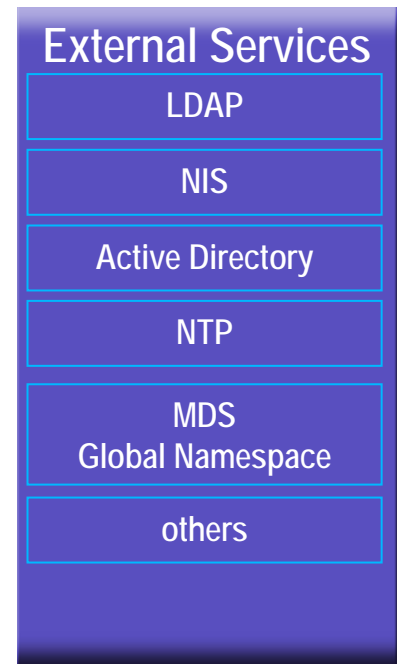 External Services
LDAP
NIS
Active Directory
NTP
MDS
Global Namespace
others